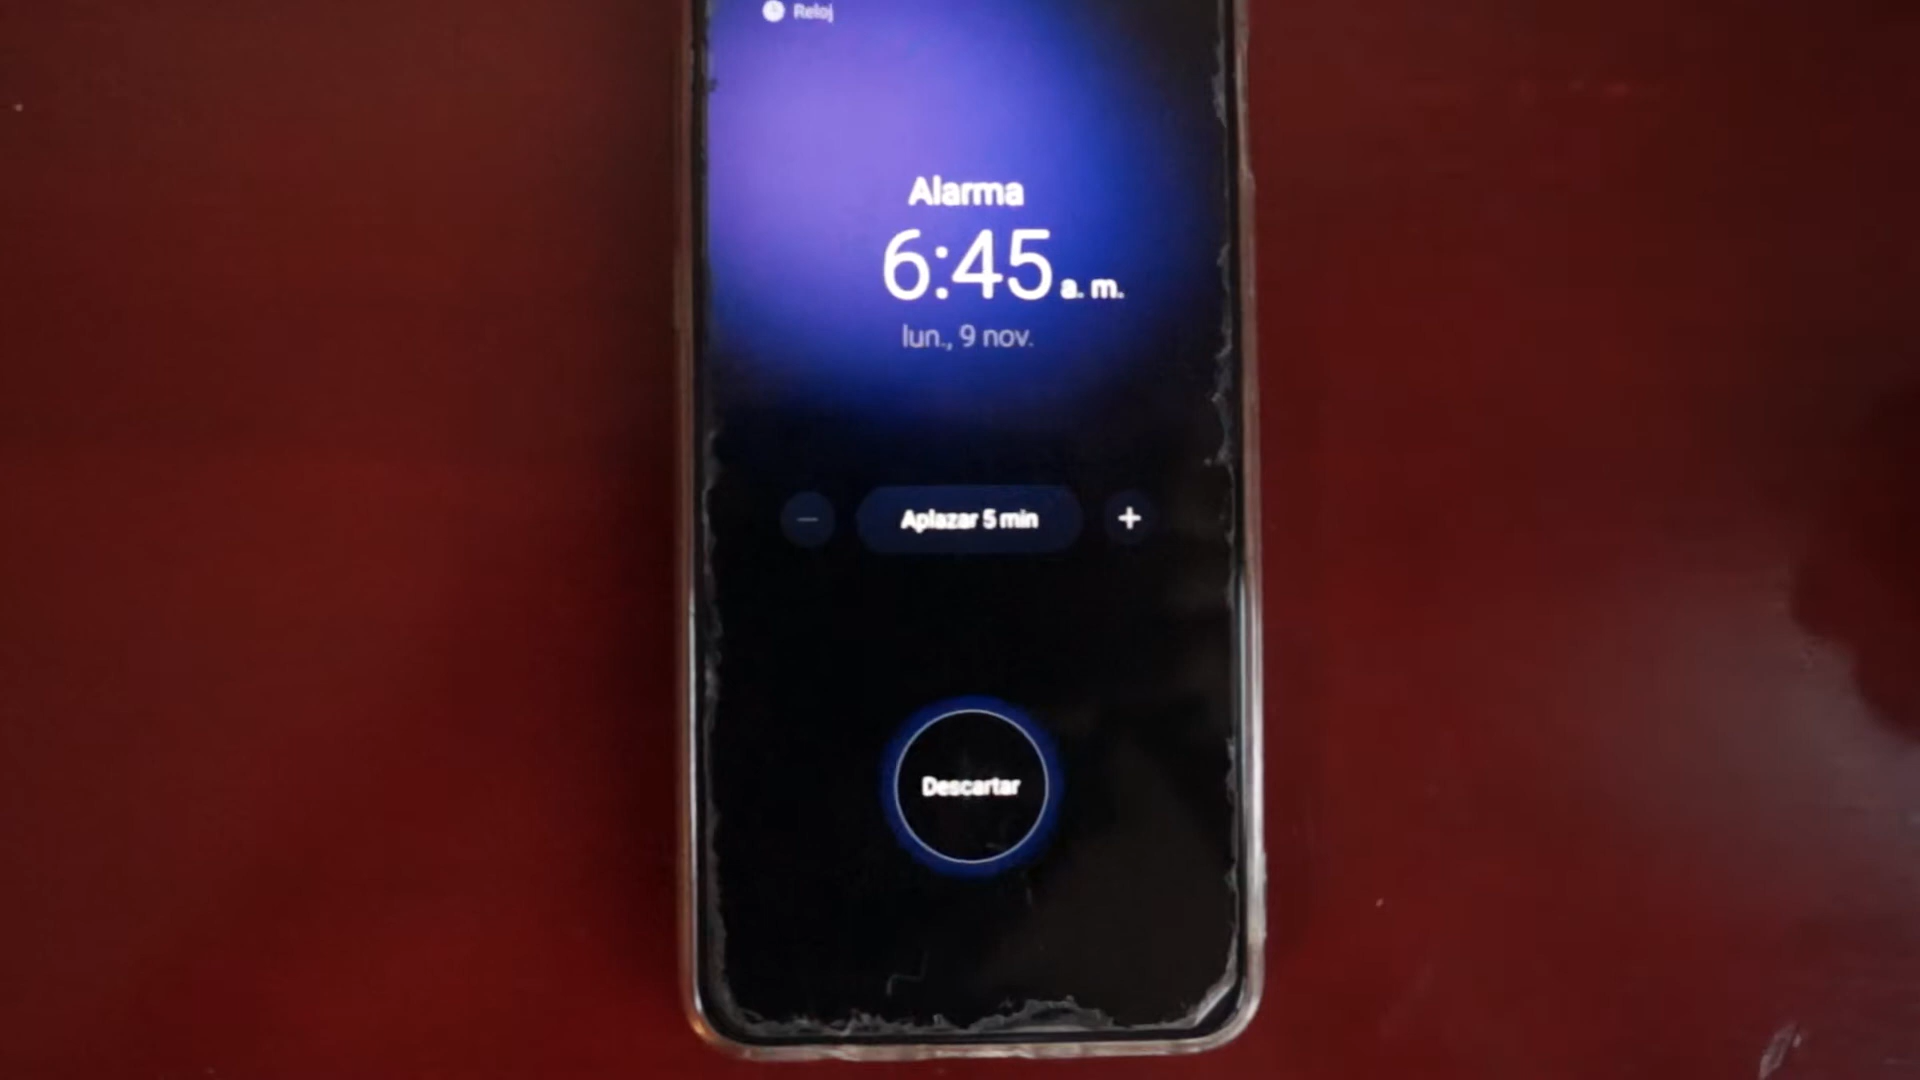 Reloj
Alarma
6:45 a. m.
lun., 9 nov.
Aplazar 5 min
Descartar